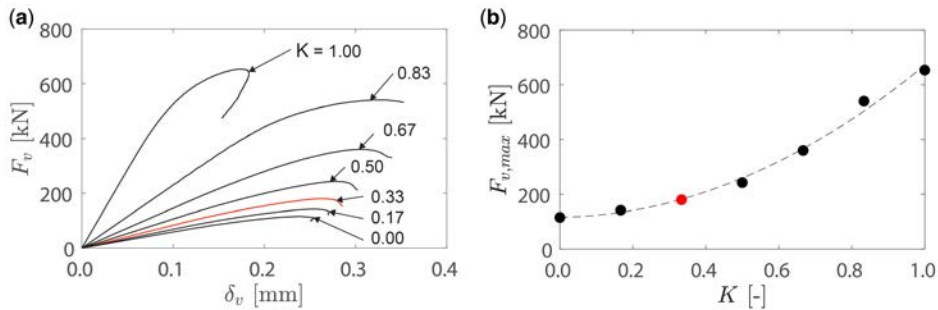 (a)
800
600
400
200
0
0.0 0.1 0.2 0.3 0.4
F_v [kN]
δ_v [mm]
K = 1.00
0.83
0.67
0.50
0.33
0.17
0.00
(b)
800
600
400
200
0
0.0 0.2 0.4 0.6 0.8 1.0
F_{v,max} [kN]
K [-]